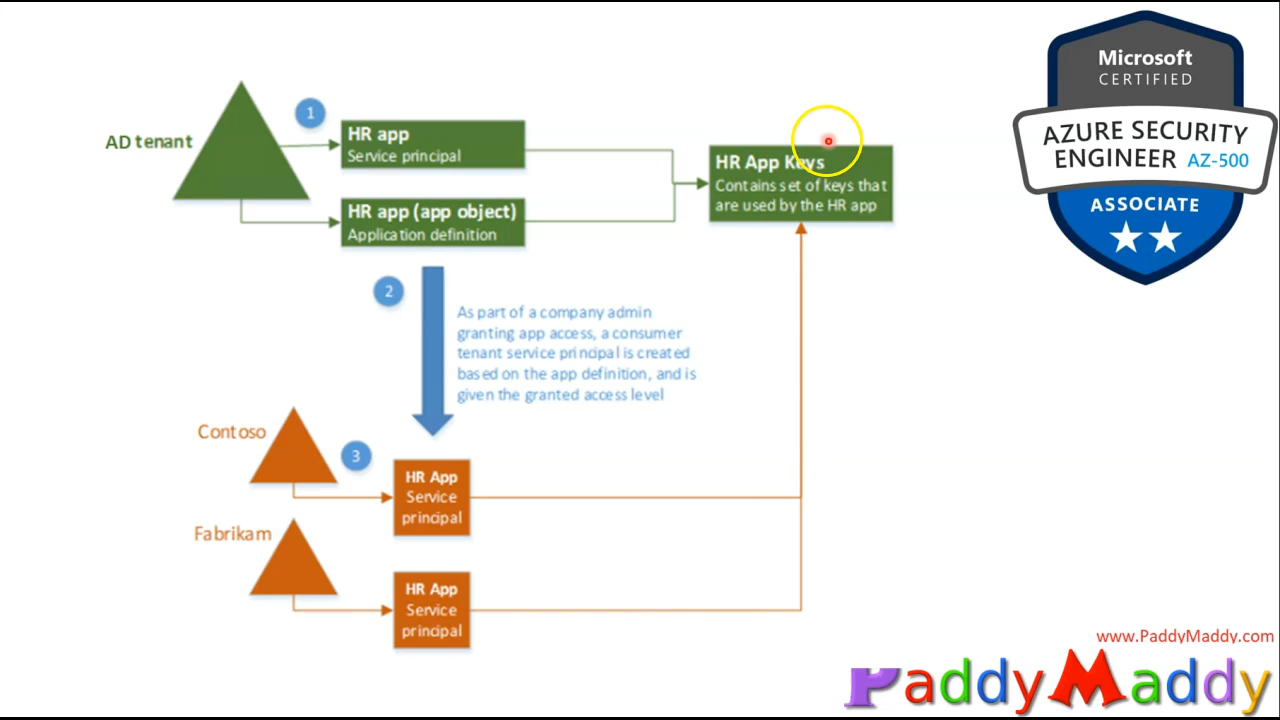 Microsoft
CERTIFIED
AZURE SECURITY
ENGINEER AZ-500
ASSOCIATE
1
AD tenant
HR app
Service principal
HR app (app object)
Application definition
HR App Keys
Contains set of keys that
are used by the HR app
2
As part of a company admin
granting app access, a consumer
tenant service principal is created
based on the app definition, and is
given the granted access level
Contoso
3
HR App
Service
principal
Fabrikam
HR App
Service
principal
www.PaddyMaddy.com
PaddyMaddy